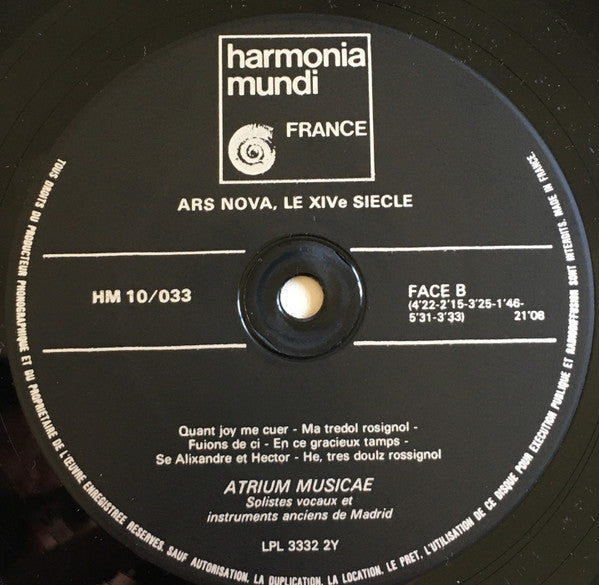 harmonia
mundi
FRANCE
ARS NOVA, LE XIVe SIECLE
HM 10/033
FACE B
(4'22-2'15-3'25-1'46-
5'31-3'33) 21'08
Quant joy me cuer - Ma tredol rosignol -
Fuions de ci - En ce gracieux tamps -
Se Alixandre et Hector - He, tres doulz rossignol
ATRIUM MUSICAE
Solistes vocaux et
instruments anciens de Madrid
LPL 3332 2Y
TOUS DROITS DU PRODUCTEUR PHONOGRAPHIQUE ET DU PROPRIETAIRE DE L'ŒUVRE ENREGISTREE RESERVES. SAUF AUTORISATION, LA DUPLICATION, LA LOCATION, LE PRET, L'UTILISATION DE CE DISQUE POUR EXECUTION PUBLIQUE ET RADIODIFFUSION SONT INTERDITS. MADE IN FRANCE.